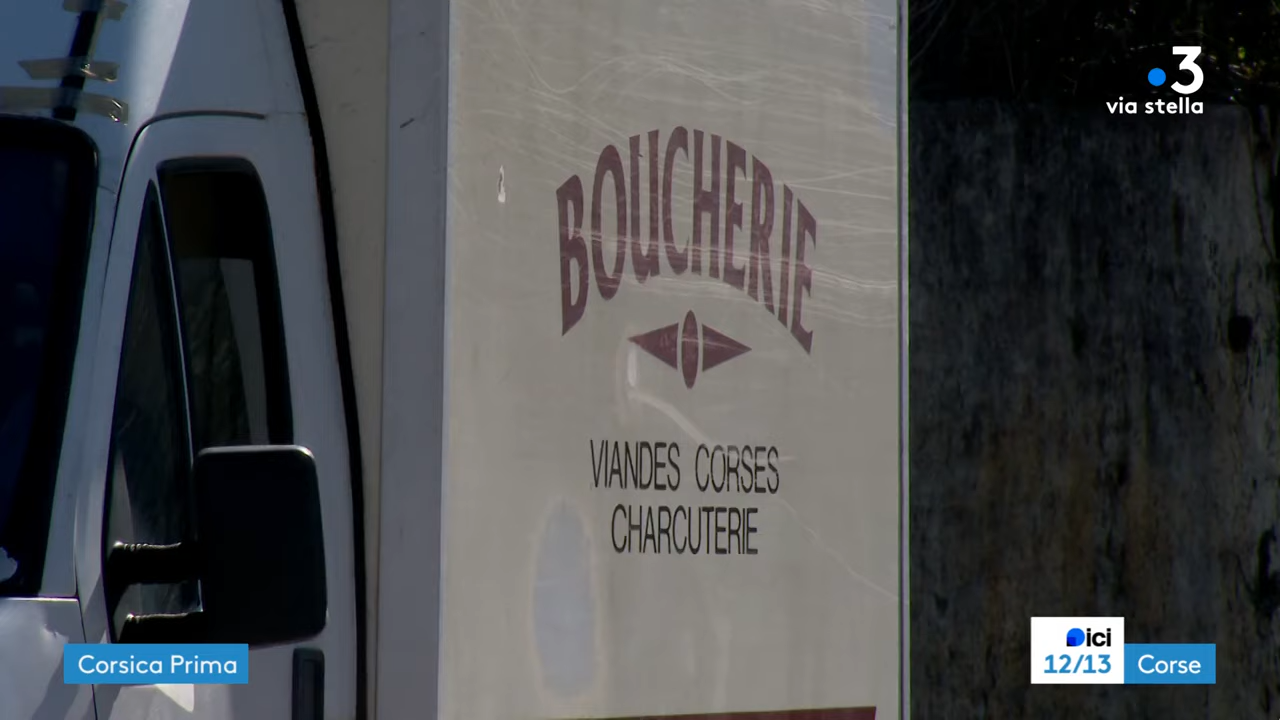 3
via stella
BOUCHERIE
VIANDES CORSES
CHARCUTERIE
ici
12/13
Corse
Corsica Prima